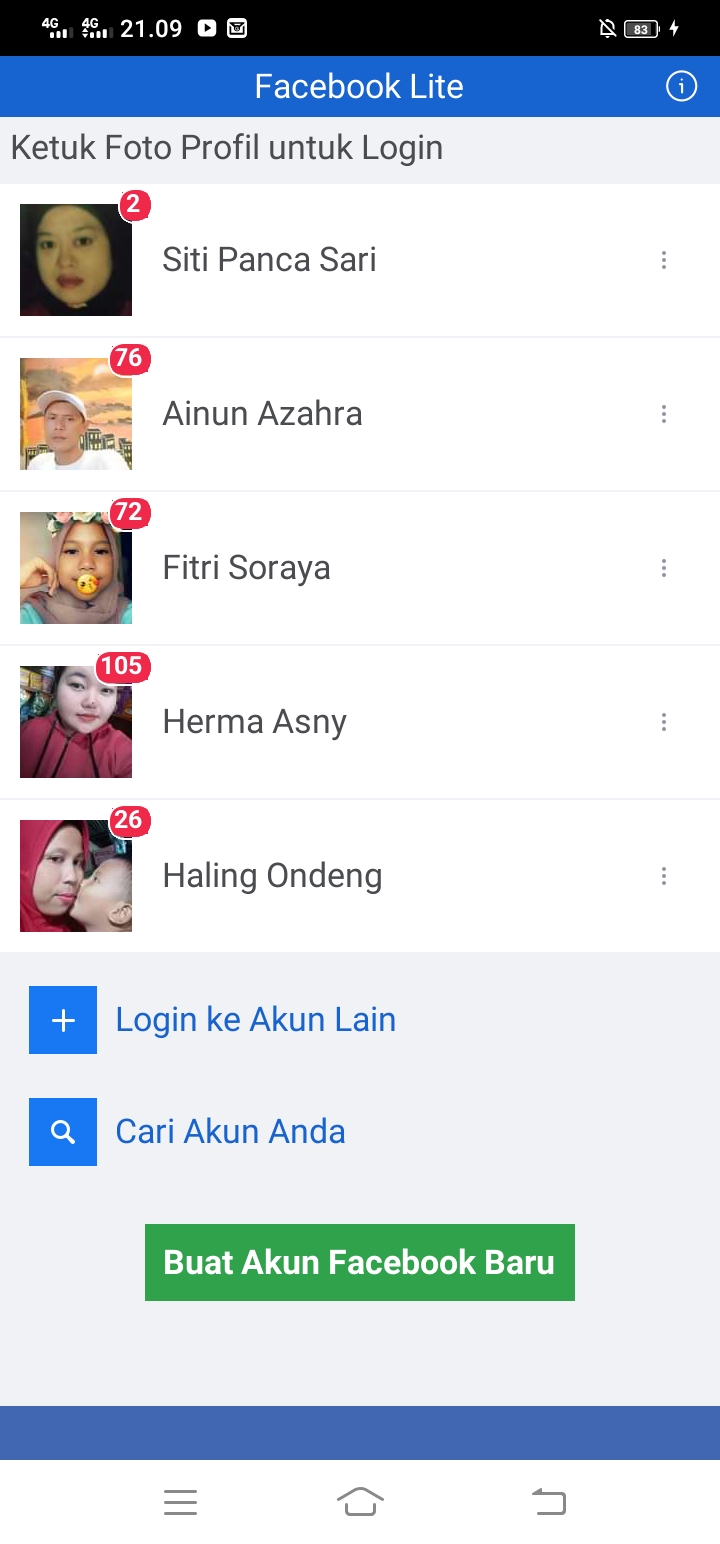 4G 4G 21.09 83
Facebook Lite
Ketuk Foto Profil untuk Login
2
Siti Panca Sari
76
Ainun Azahra
72
Fitri Soraya
105
Herma Asny
26
Haling Ondeng
Login ke Akun Lain
Cari Akun Anda
Buat Akun Facebook Baru